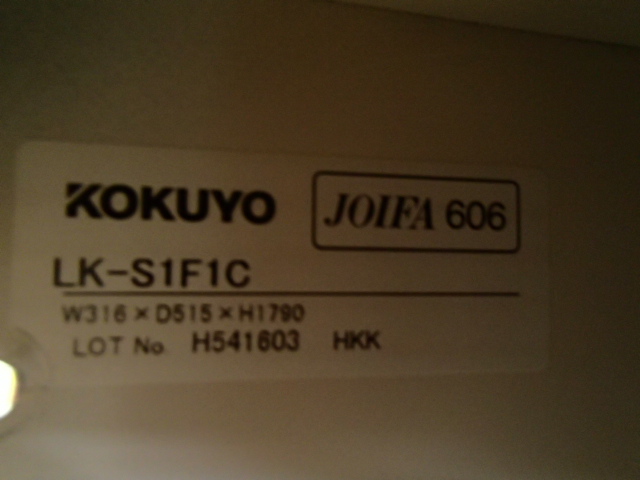 KOKUYO JOIFA 606
LK-S1F1C
W316×D515×H1790
LOT No. H541603 HKK